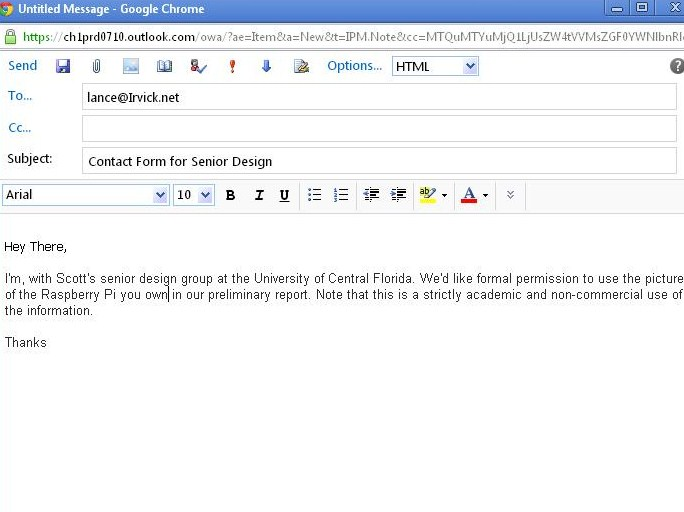 Untitled Message - Google Chrome
https://ch1prd0710.outlook.com/owa/?ae=Item&a=New&t=IPM.Note&cc=
Send Options... HTML
To... lance@Irvick.net
Cc...
Subject: Contact Form for Senior Design
Arial 10 B I U ab A
Hey There,
I'm, with Scott's senior design group at the University of Central Florida. We'd like formal permission to use the picture
of the Raspberry Pi you own in our preliminary report. Note that this is a strictly academic and non-commercial use of
the information.
Thanks